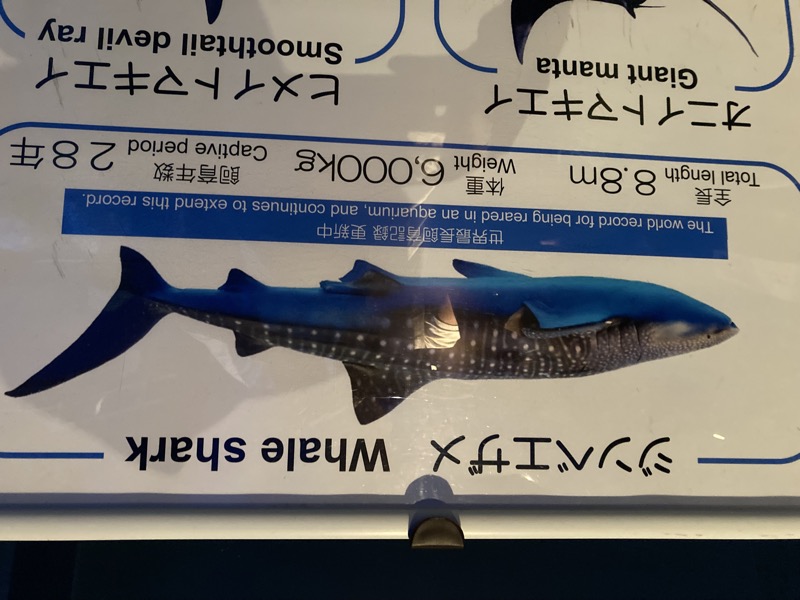 ジンベエザメ Whale shark
世界最長飼育記録 更新中
The world record for being reared in an aquarium, and continues to extend this record.
全長 Total length 8.8m
体重 Weight 6,000kg
飼育年数 Captive period 28年
オニイトマキエイ
Giant manta
ヒメイトマキエイ
Smoothtail devil ray